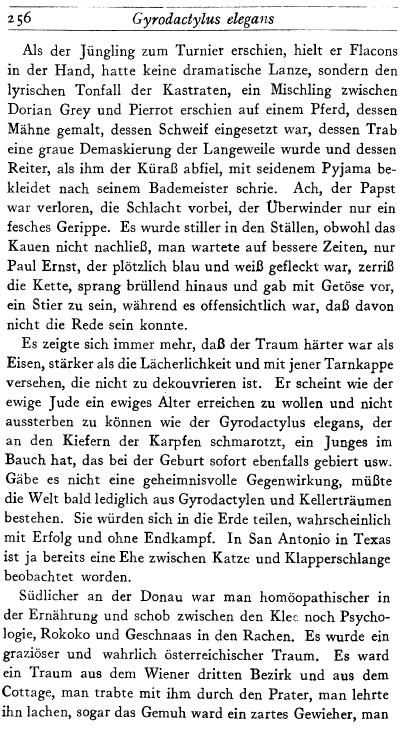 256 Gyrodactylus elegans
Als der Jüngling zum Turnier erschien, hielt er Flacons
in der Hand, hatte keine dramatische Lanze, sondern den
lyrischen Tonfall der Kastraten, ein Mischling zwischen
Dorian Grey und Pierrot erschien auf einem Pferd, dessen
Mähne gemalt, dessen Schweif eingesetzt war, dessen Trab
eine graue Demaskierung der Langeweile wurde und dessen
Reiter, als ihm der Küraß abfiel, mit seidenem Pyjama be-
kleidet nach seinem Bademeister schrie. Ach, der Papst
war verloren, die Schlacht vorbei, der Überwinder nur ein
fesches Gerippe. Es wurde stiller in den Ställen, obwohl das
Kauen nicht nachließ, man wartete auf bessere Zeiten, nur
Paul Ernst, der plötzlich blau und weiß gefleckt war, zerriß
die Kette, sprang brüllend hinaus und gab mit Getöse vor,
ein Stier zu sein, während es offensichtlich war, daß davon
nicht die Rede sein konnte.
Es zeigte sich immer mehr, daß der Traum härter war als
Eisen, stärker als die Lächerlichkeit und mit jener Tarnkappe
versehen, die nicht zu dekouvrieren ist. Er scheint wie der
ewige Jude ein ewiges Alter erreichen zu wollen und nicht
aussterben zu können wie der Gyrodactylus elegans, der
an den Kiefern der Karpfen schmarotzt, ein Junges im
Bauch hat, das bei der Geburt sofort ebenfalls gebiert usw.
Gäbe es nicht eine geheimnisvolle Gegenwirkung, müßte
die Welt bald lediglich aus Gyrodactylen und Kellerträumen
bestehen. Sie würden sich in die Erde teilen, wahrscheinlich
mit Erfolg und ohne Endkampf. In San Antonio in Texas
ist ja bereits eine Ehe zwischen Katze und Klapperschlange
beobachtet worden.
Südlicher an der Donau war man homöopathischer in
der Ernährung und schob zwischen den Klee noch Psycho-
logie, Rokoko und Geschnaas in den Rachen. Es wurde ein
graziöser und wahrlich österreichischer Traum. Es ward
ein Traum aus dem Wiener dritten Bezirk und aus dem
Cottage, man trabte mit ihm durch den Prater, man lehrte
ihn lachen, sogar das Gemuh ward ein zartes Gewieher, man